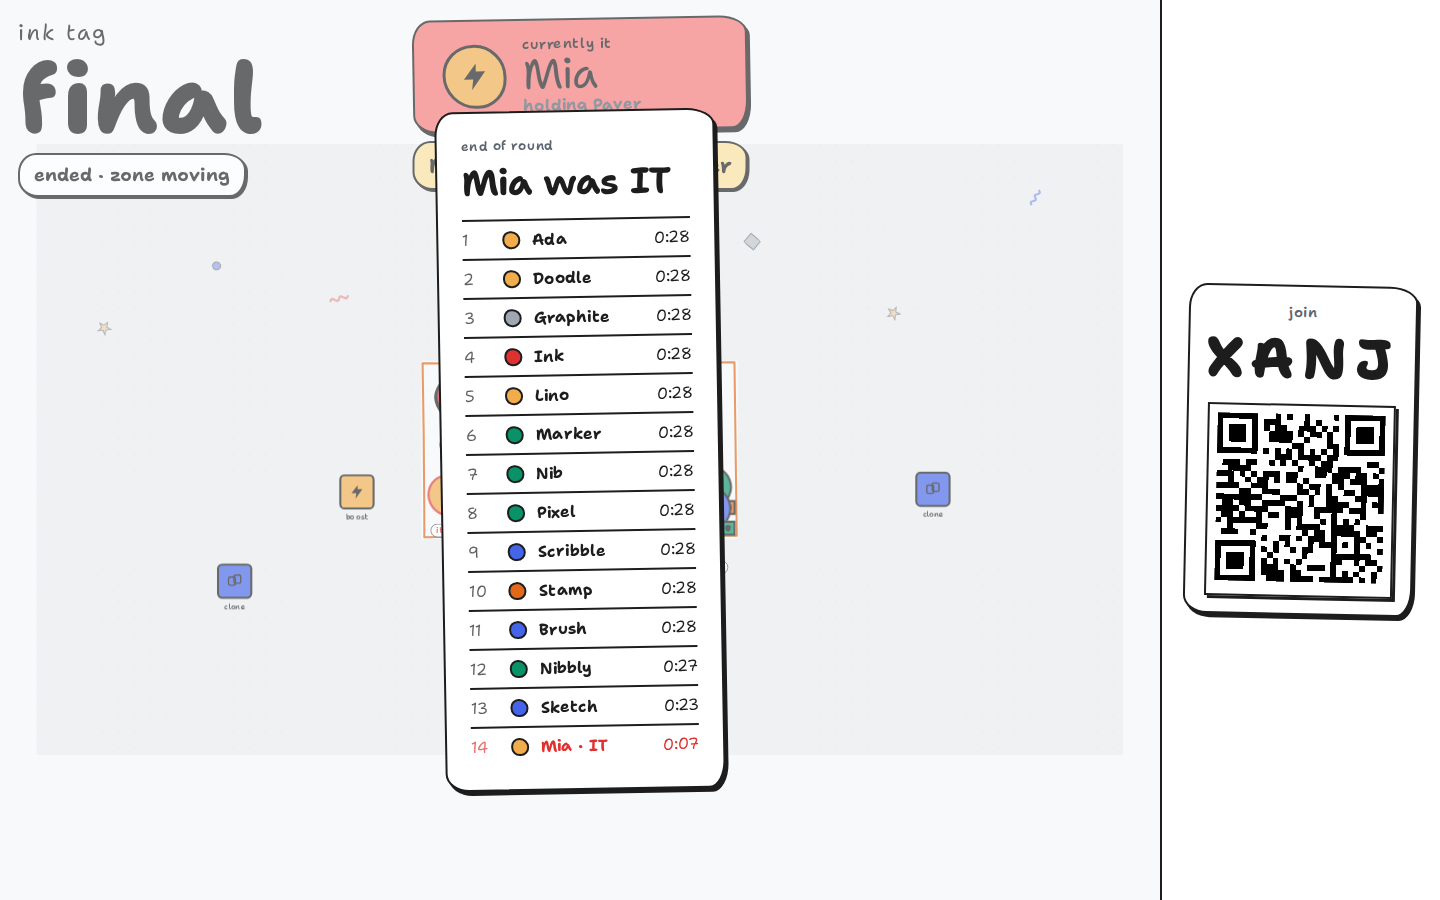 ink tag
final
ended · zone moving
currently it
Mia
holding Paver
end of round
Mia was IT
1 Ada 0:28
2 Doodle 0:28
3 Graphite 0:28
4 Ink 0:28
5 Lino 0:28
6 Marker 0:28
7 Nib 0:28
8 Pixel 0:28
9 Scribble 0:28
10 Stamp 0:28
11 Brush 0:28
12 Nibbly 0:27
13 Sketch 0:23
14 Mia · IT 0:07
boost
clone
clone
join
XANJ